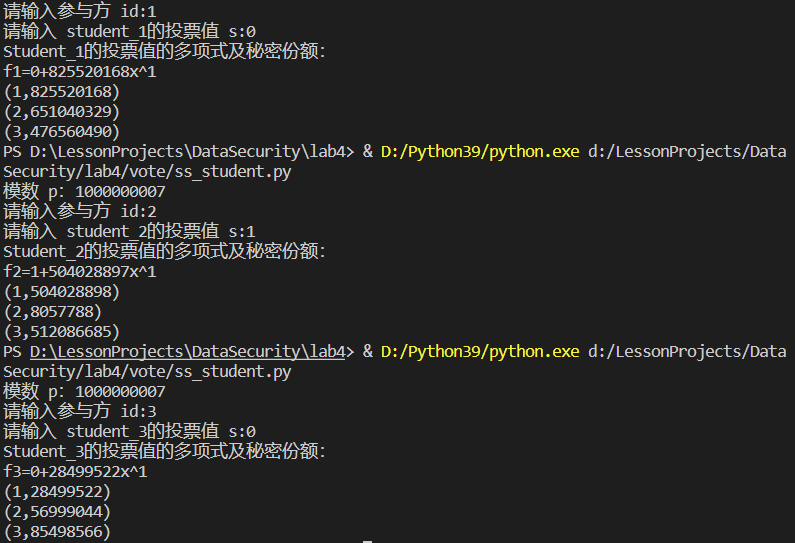 请输入参与方 id:1
请输入 student_1的投票值 s:0
Student_1的投票值的多项式及秘密份额:
f1=0+825520168x^1
(1,825520168)
(2,651040329)
(3,476560490)
PS D:\LessonProjects\DataSecurity\lab4> & D:/Python39/python.exe d:/LessonProjects/Data
Security/lab4/vote/ss_student.py
模数 p: 1000000007
请输入参与方 id:2
请输入 student_2的投票值 s:1
Student_2的投票值的多项式及秘密份额:
f2=1+504028897x^1
(1,504028898)
(2,8057788)
(3,512086685)
PS D:\LessonProjects\DataSecurity\lab4> & D:/Python39/python.exe d:/LessonProjects/Data
Security/lab4/vote/ss_student.py
模数 p: 1000000007
请输入参与方 id:3
请输入 student_3的投票值 s:0
Student_3的投票值的多项式及秘密份额:
f3=0+28499522x^1
(1,28499522)
(2,56999044)
(3,85498566)